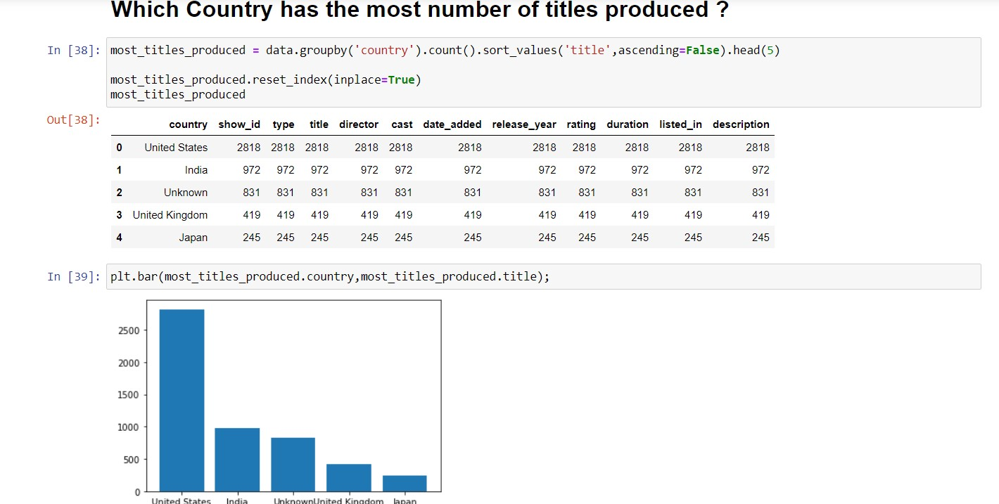 Which Country has the most number of titles produced ?
In [38]: most_titles_produced = data.groupby('country').count().sort_values('title',ascending=False).head(5)
most_titles_produced.reset_index(inplace=True)
most_titles_produced
Out[38]:
country show_id type title director cast date_added release_year rating duration listed_in description
0 United States 2818 2818 2818 2818 2818 2818 2818 2818 2818 2818 2818
1 India 972 972 972 972 972 972 972 972 972 972 972
2 Unknown 831 831 831 831 831 831 831 831 831 831 831
3 United Kingdom 419 419 419 419 419 419 419 419 419 419 419
4 Japan 245 245 245 245 245 245 245 245 245 245 245
In [39]: plt.bar(most_titles_produced.country,most_titles_produced.title);
2500
2000
1500
1000
500
0
United States India Unknown United Kingdom Japan